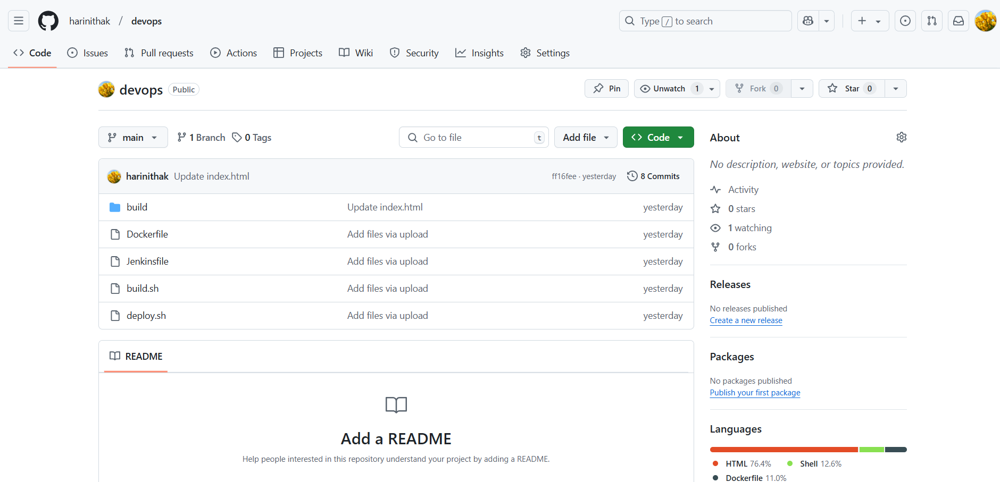 harinithak / devops
Type / to search
Code Issues Pull requests Actions Projects Wiki Security Insights Settings
devops Public
Pin Unwatch 1 Fork 0 Star 0
main 1 Branch 0 Tags Go to file t Add file Code
harinithak Update index.html ff16fee · yesterday 8 Commits
build Update index.html yesterday
Dockerfile Add files via upload yesterday
Jenkinsfile Add files via upload yesterday
build.sh Add files via upload yesterday
deploy.sh Add files via upload yesterday
README
Add a README
Help people interested in this repository understand your project by adding a README.
About
No description, website, or topics provided.
Activity
0 stars
1 watching
0 forks
Releases
No releases published
Create a new release
Packages
No packages published
Publish your first package
Languages
HTML 76.4% Shell 12.6%
Dockerfile 11.0%